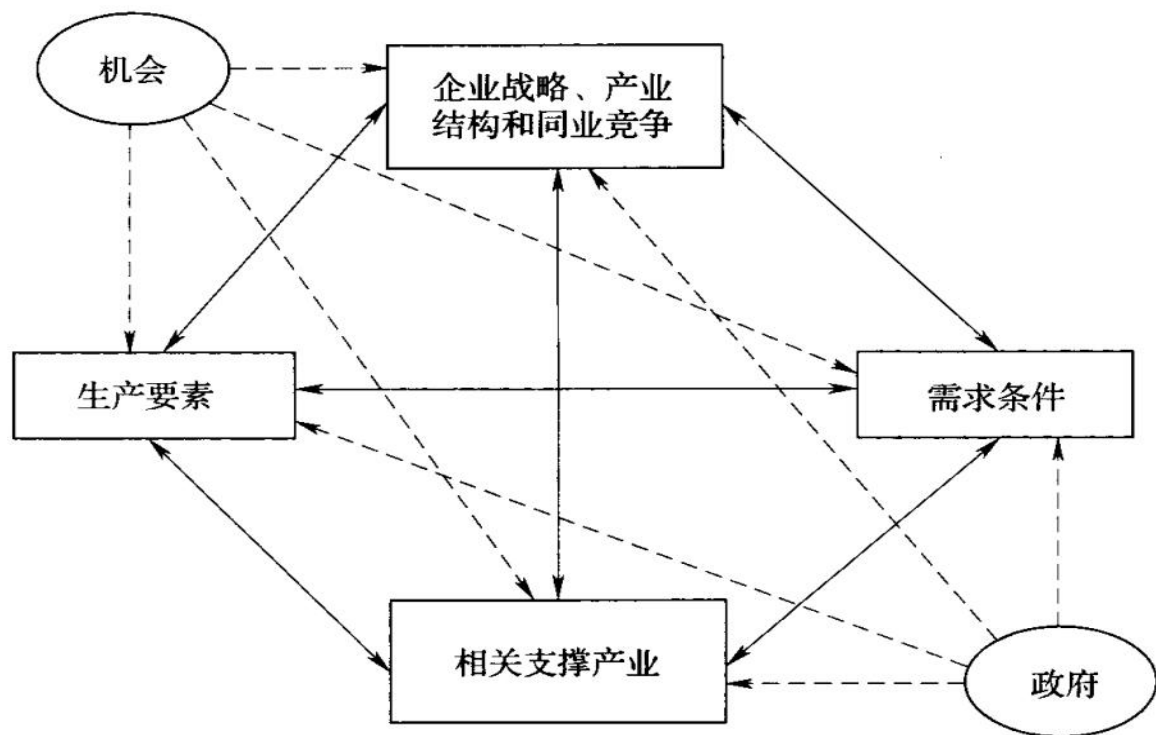 机会
企业战略、产业
结构和同业竞争
生产要素
需求条件
相关支撑产业
政府